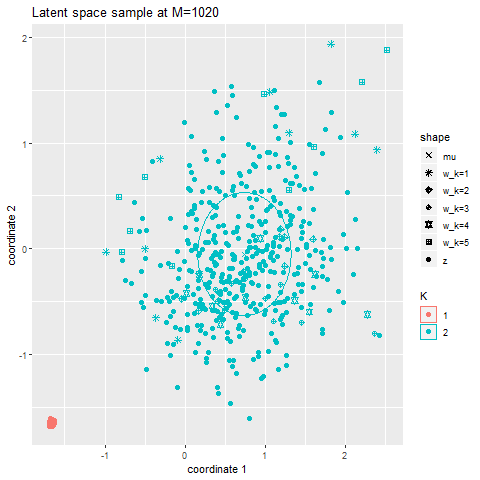 Latent space sample at M=1020
2
1
0
-1
coordinate 2
-1
0
1
2
coordinate 1
shape
mu
w_k=1
w_k=2
w_k=3
w_k=4
w_k=5
z
K
1
2